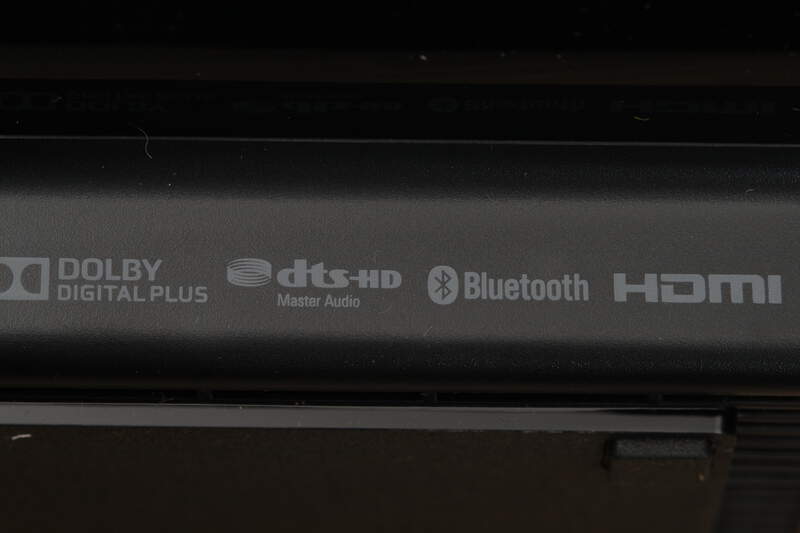 DOLBY
DIGITAL PLUS
dts-HD
Master Audio
Bluetooth
HDMI